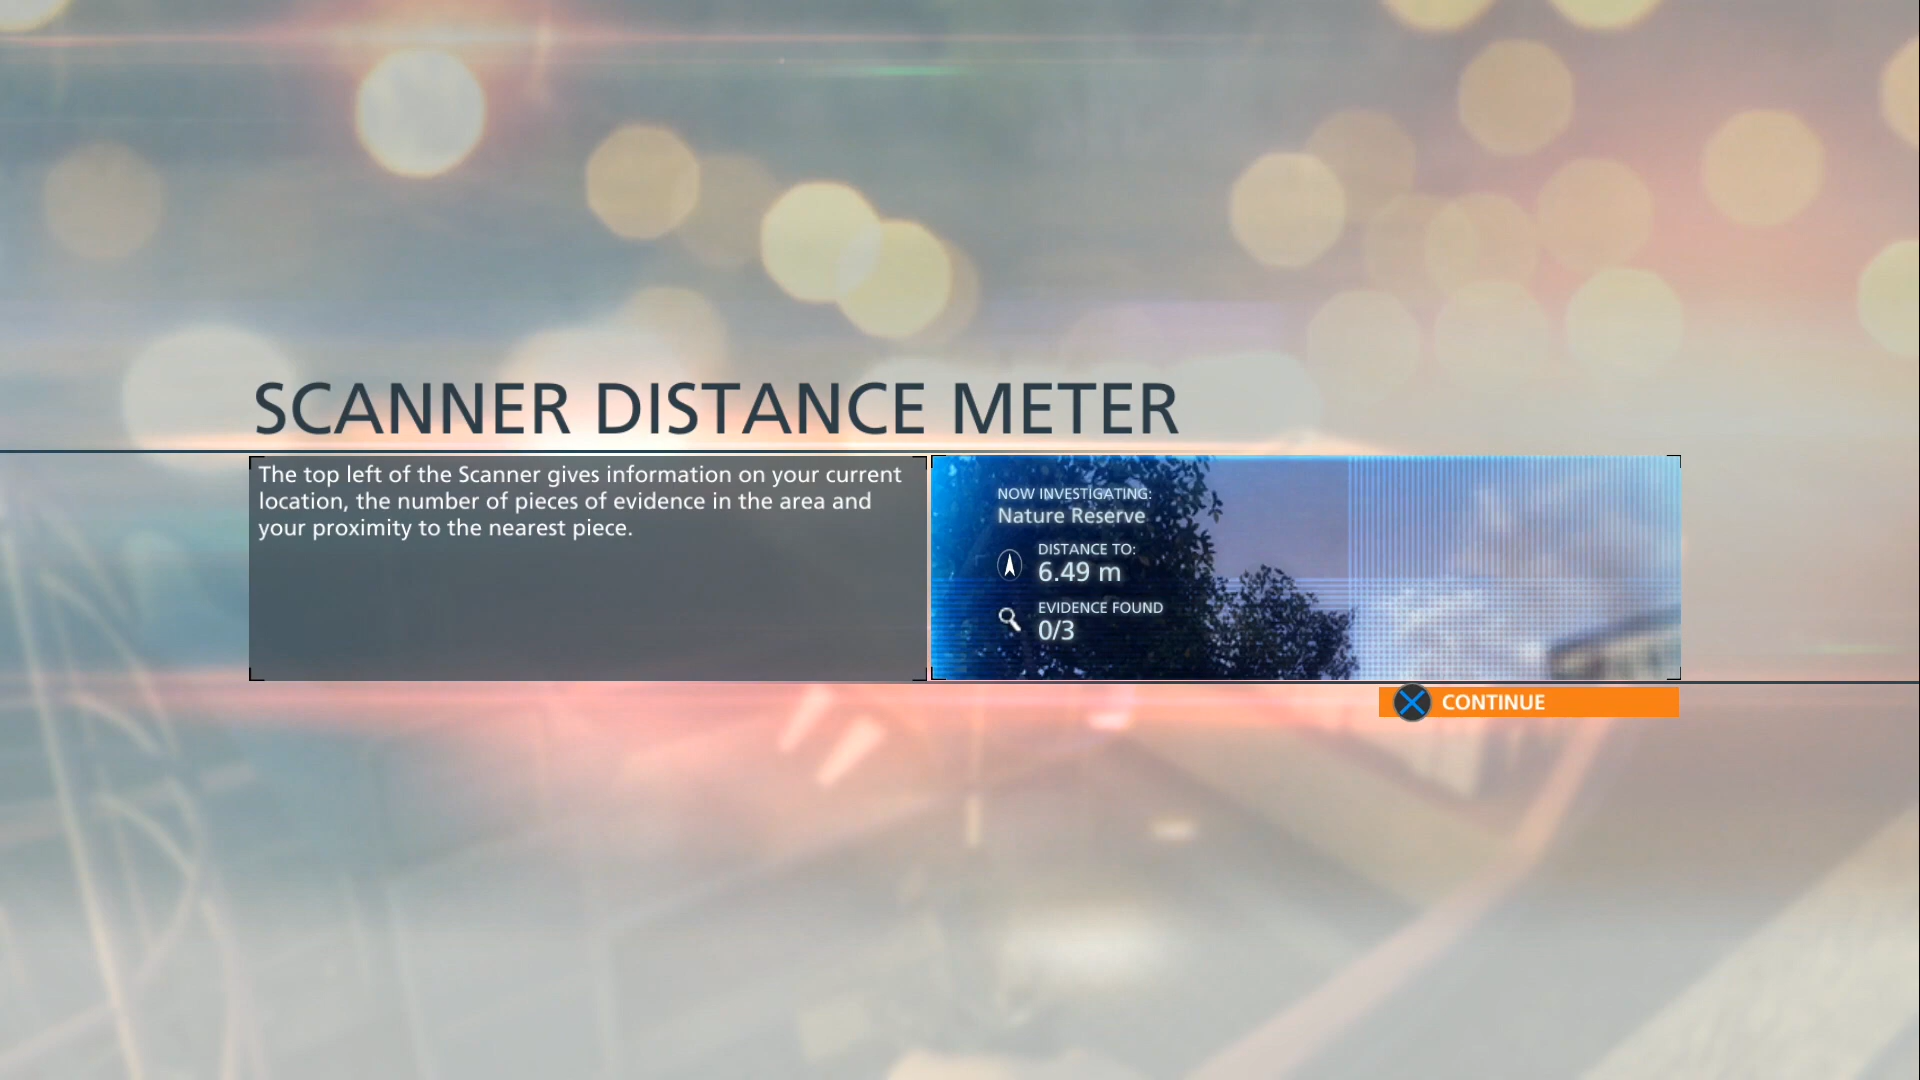 SCANNER DISTANCE METER
The top left of the Scanner gives information on your current
location, the number of pieces of evidence in the area and
your proximity to the nearest piece.
NOW INVESTIGATING:
Nature Reserve
DISTANCE TO:
6.49 m
EVIDENCE FOUND
0/3
CONTINUE